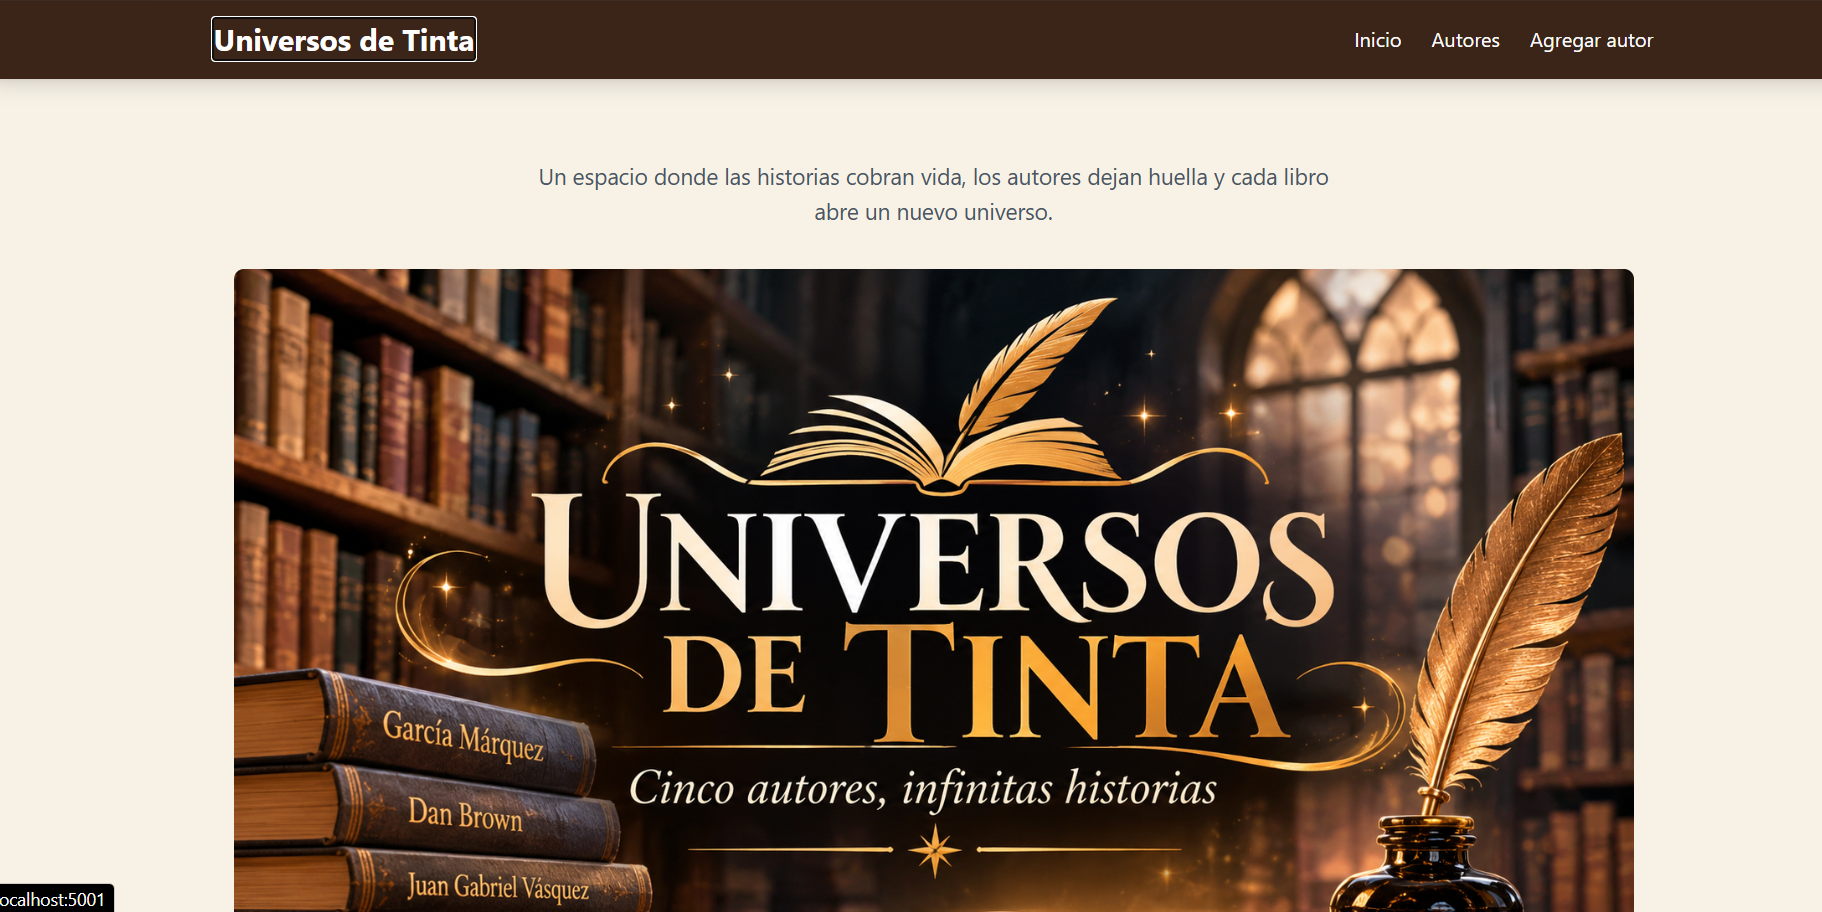 Universos de Tinta
Inicio Autores Agregar autor
Un espacio donde las historias cobran vida, los autores dejan huella y cada libro
abre un nuevo universo.
UNIVERSOS
DE TINTA
Cinco autores, infinitas historias
García Márquez
Dan Brown
Juan Gabriel Vásquez
ocalhost:5001